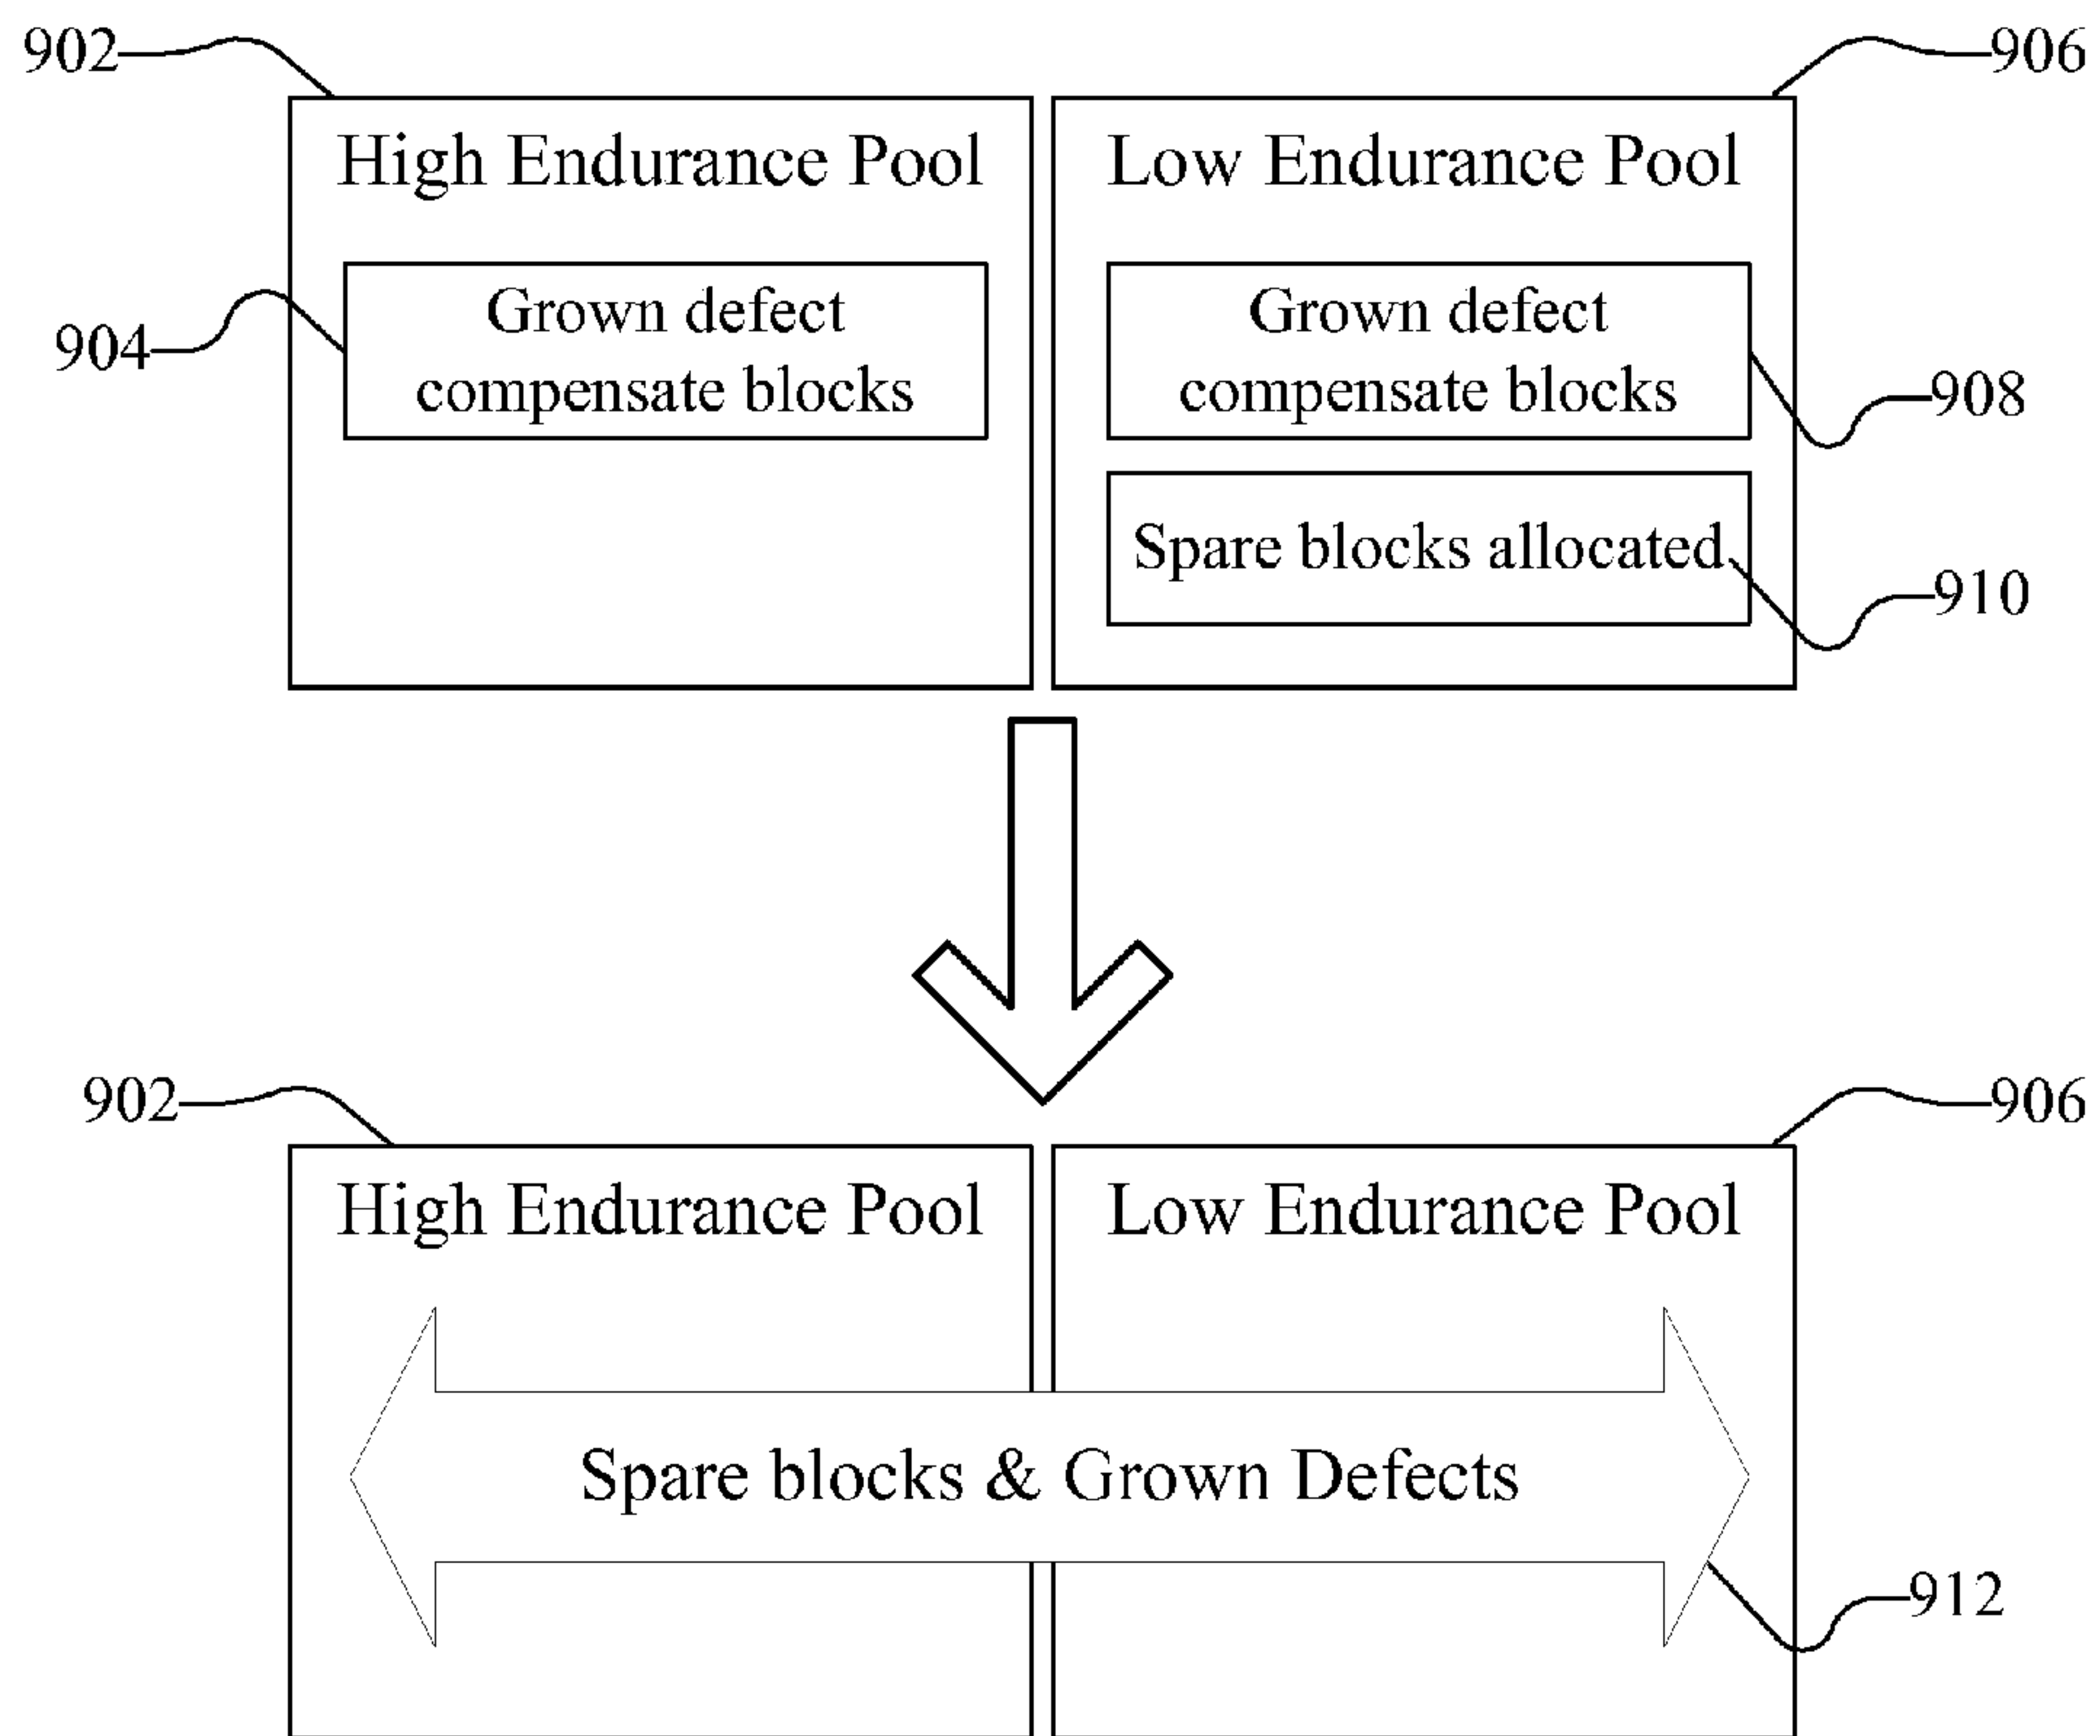 902
906
High Endurance Pool
Low Endurance Pool
904
Grown defect
compensate blocks
Grown defect
compensate blocks
908
Spare blocks allocated
910
902
906
High Endurance Pool
Low Endurance Pool
Spare blocks & Grown Defects
912